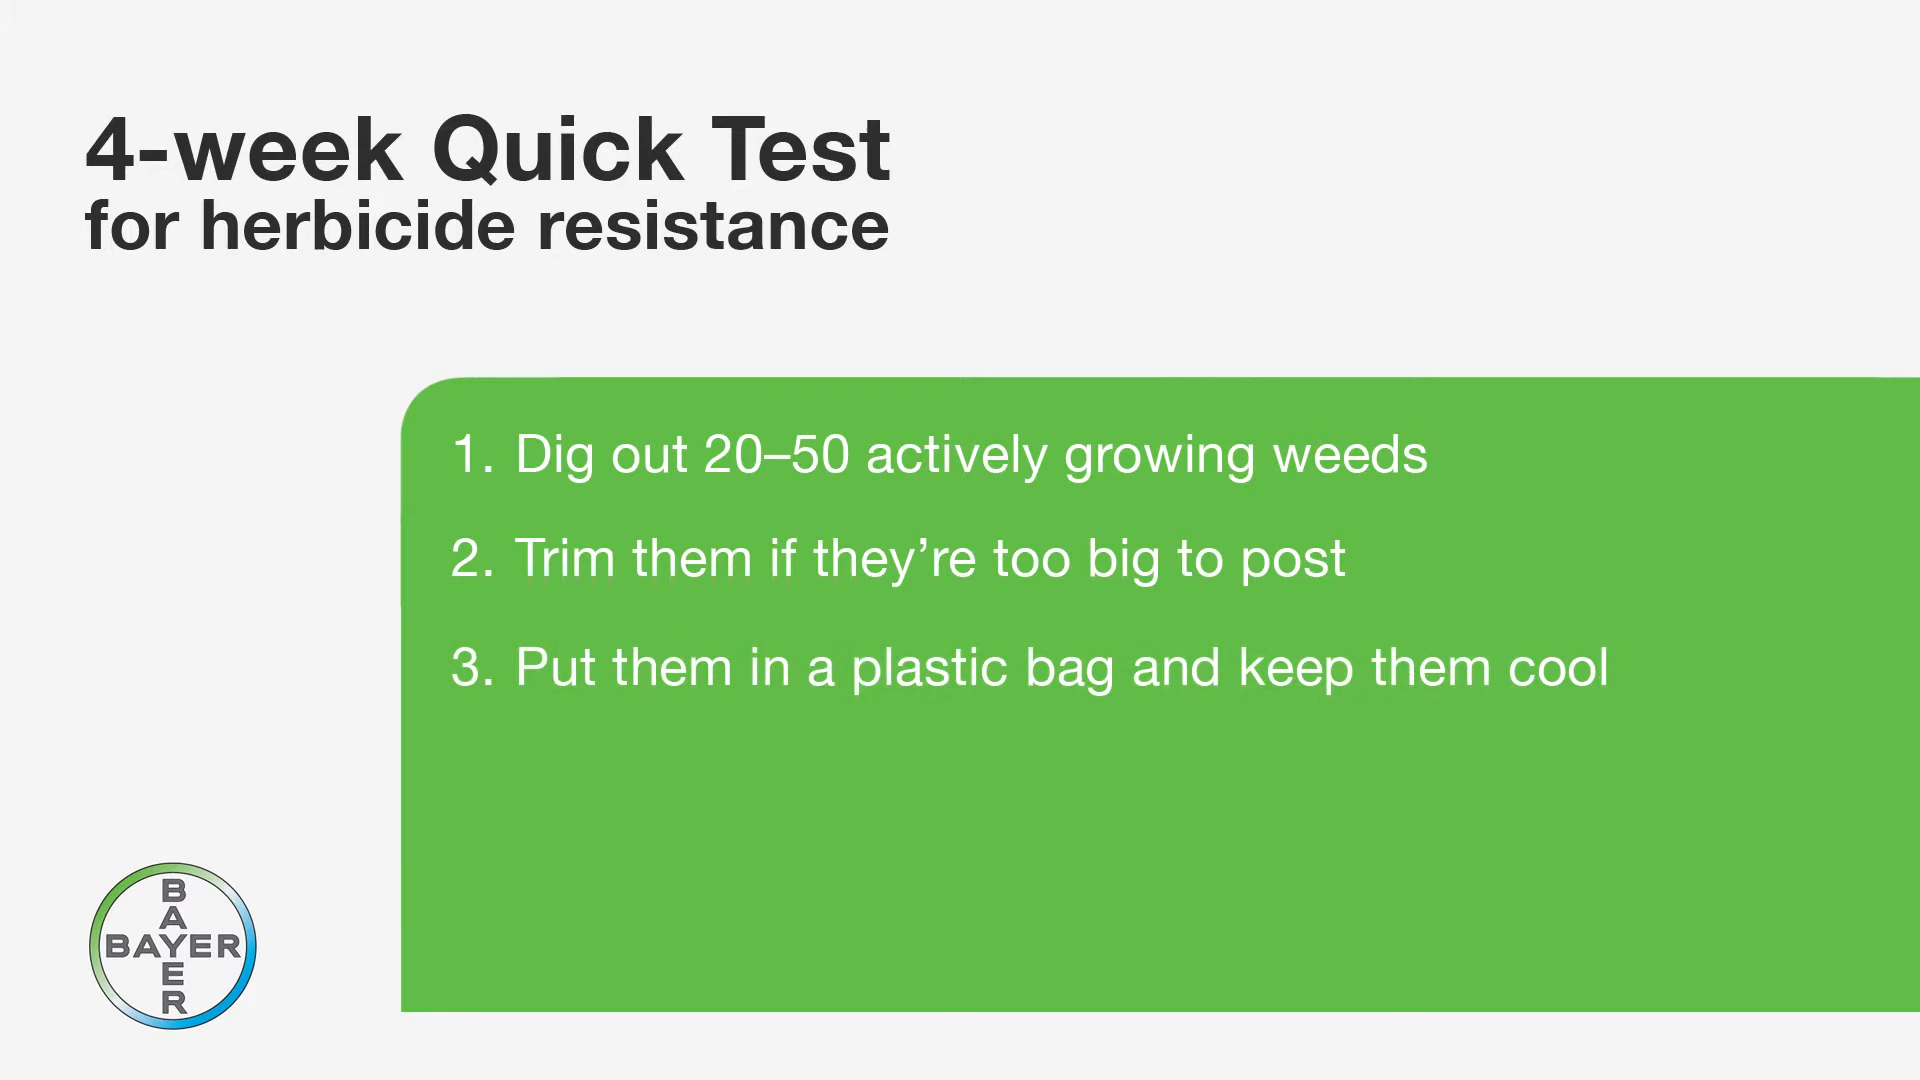 4-week Quick Test
for herbicide resistance
1. Dig out 20–50 actively growing weeds
2. Trim them if they’re too big to post
3. Put them in a plastic bag and keep them cool
BAYER
BAYER